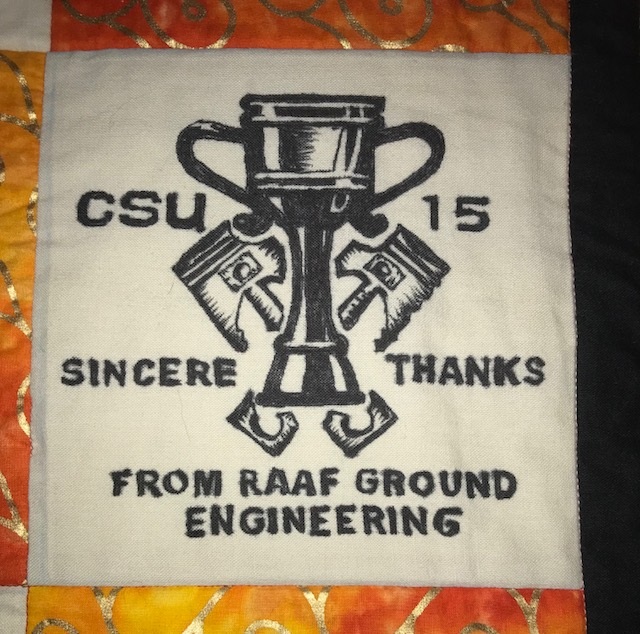 CSU 15
SINCERE THANKS
FROM RAAF GROUND
ENGINEERING